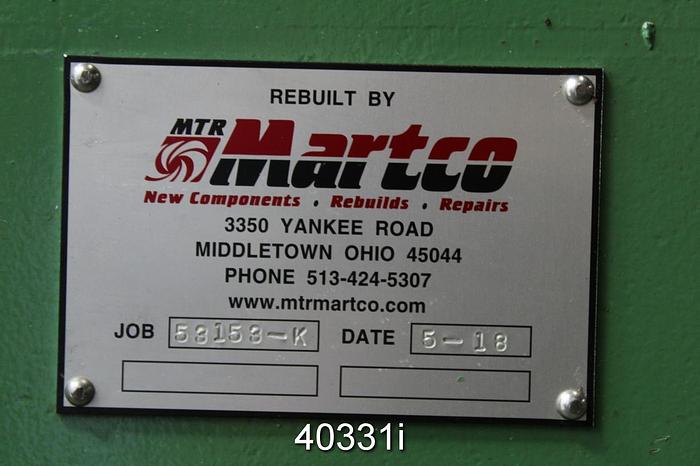 REBUILT BY
MTR
Martco
New Components . Rebuilds . Repairs
3350 YANKEE ROAD
MIDDLETOWN OHIO 45044
PHONE 513-424-5307
www.mtrmartco.com
JOB 53153-K DATE 5-18
40331i